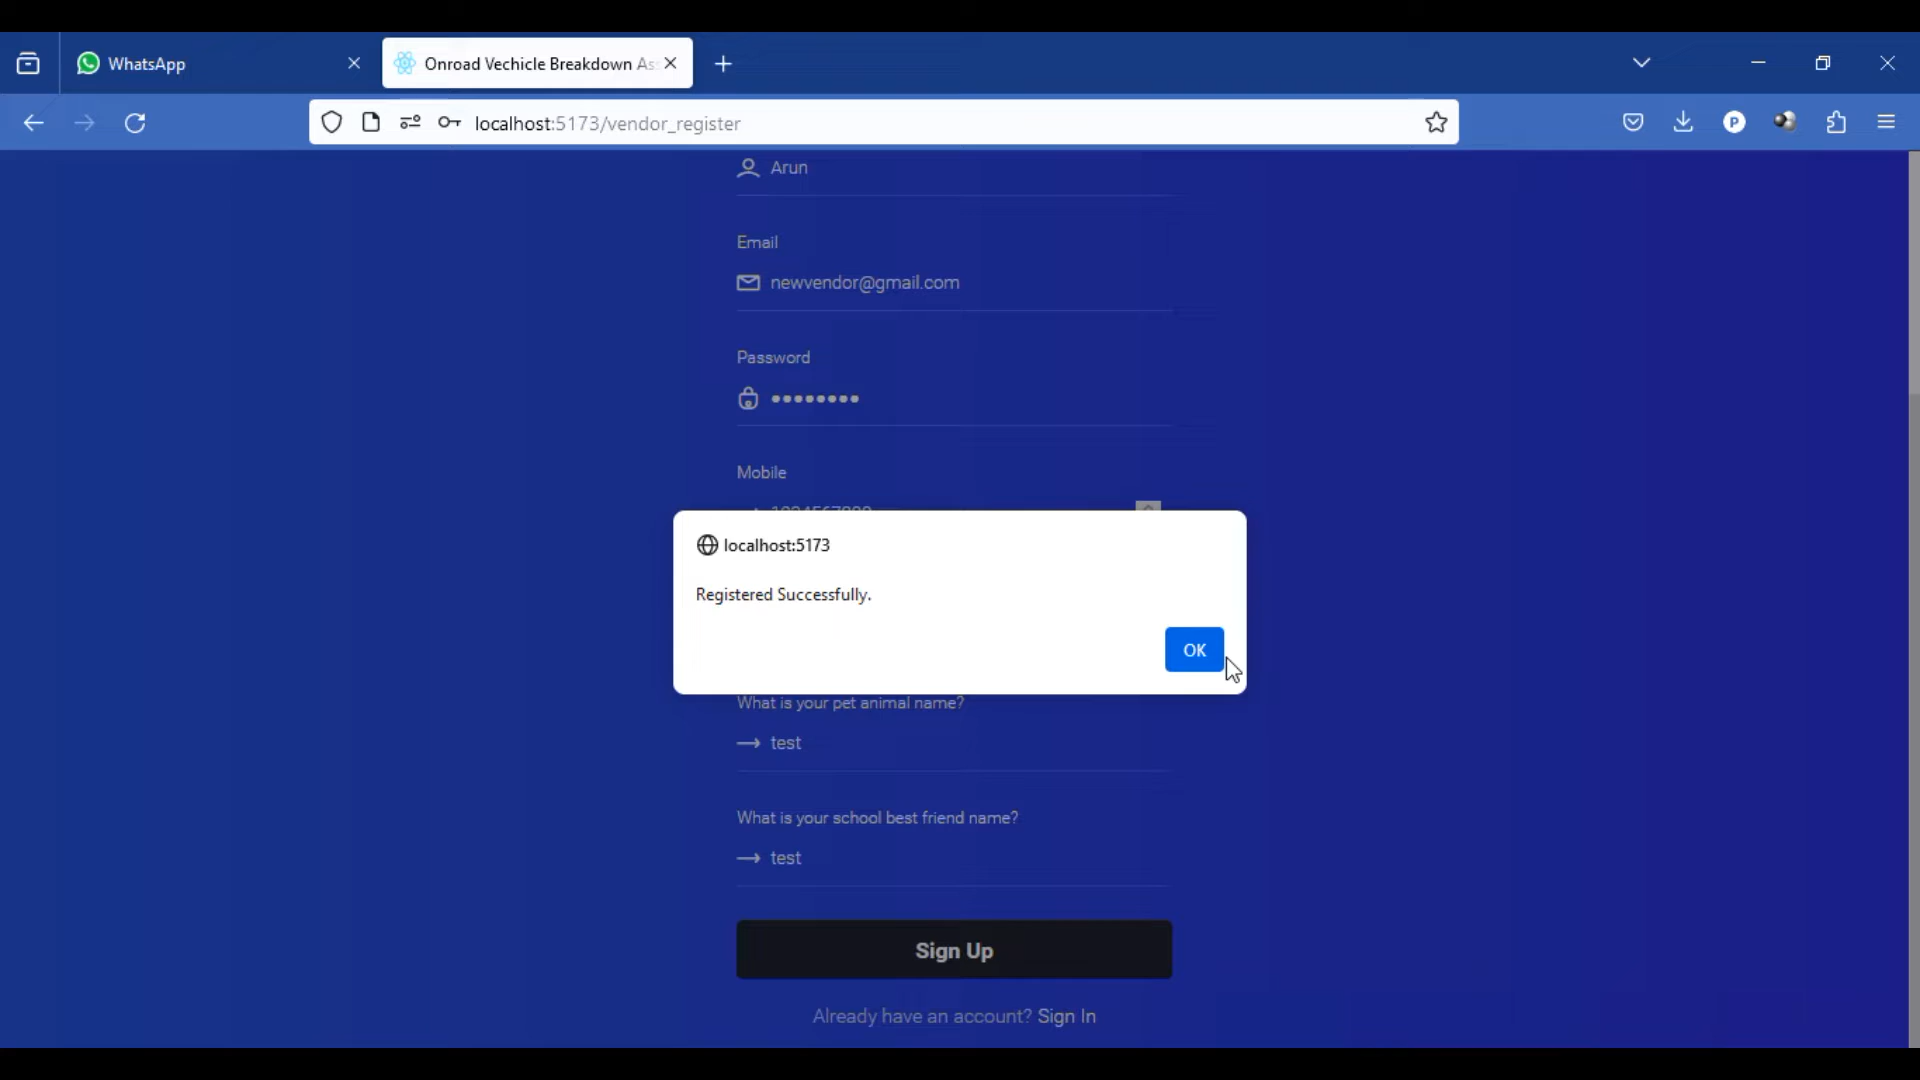 WhatsApp
Onroad Vechicle Breakdown As
localhost:5173/vendor_register
P
Arun
Email
newvendor@gmail.com
Password
Mobile
localhost:5173
Registered Successfully.
OK
What is your pet animal name?
test
What is your school best friend name?
test
Sign Up
Already have an account? Sign In